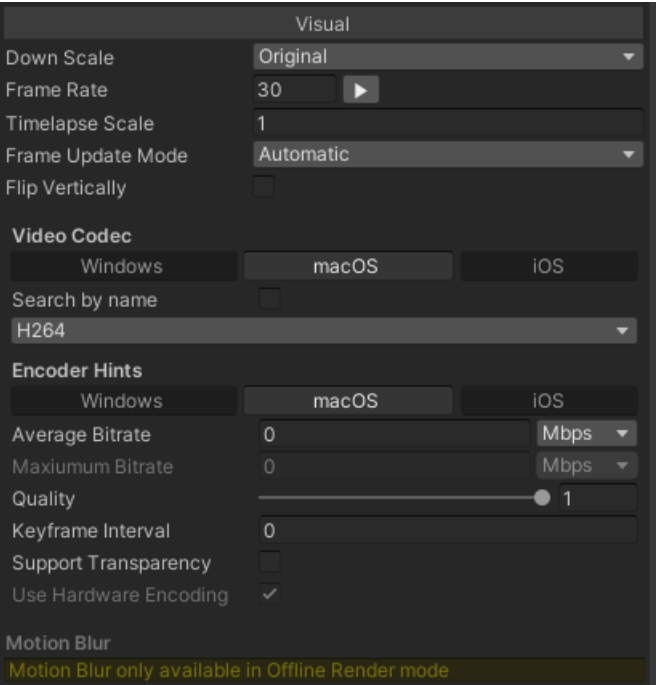 Visual
Down Scale Original
Frame Rate 30
Timelapse Scale 1
Frame Update Mode Automatic
Flip Vertically
Video Codec
Windows macOS iOS
Search by name
H264
Encoder Hints
Windows macOS iOS
Average Bitrate 0 Mbps
Maxiumum Bitrate 0 Mbps
Quality 1
Keyframe Interval 0
Support Transparency
Use Hardware Encoding
Motion Blur
Motion Blur only available in Offline Render mode